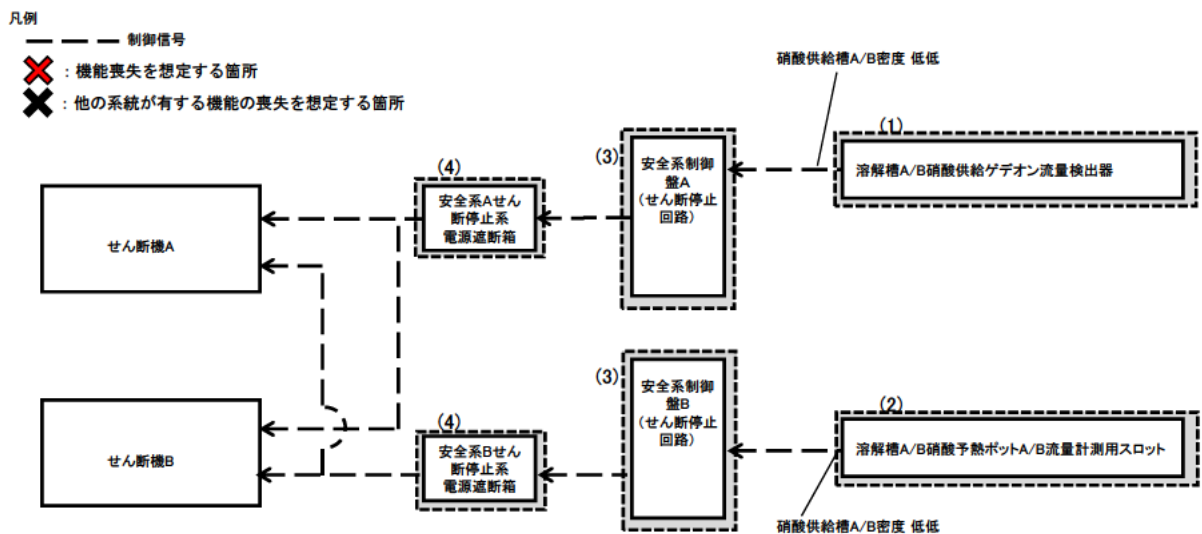 凡例
制御信号
：機能喪失を想定する箇所
：他の系統が有する機能の喪失を想定する箇所
硝酸供給槽A/B密度 低低
(1)
溶解槽A/B硝酸供給ゲデオン流量検出器
(3)
安全系制御
盤A
(せん断停止
回路)
(4)
安全系Aせん
断停止系
電源遮断箱
せん断機A
せん断機B
(4)
安全系Bせん
断停止系
電源遮断箱
(3)
安全系制御
盤B
(せん断停止
回路)
(2)
溶解槽A/B硝酸予熱ポットA/B流量計測用スロット
硝酸供給槽A/B密度 低低